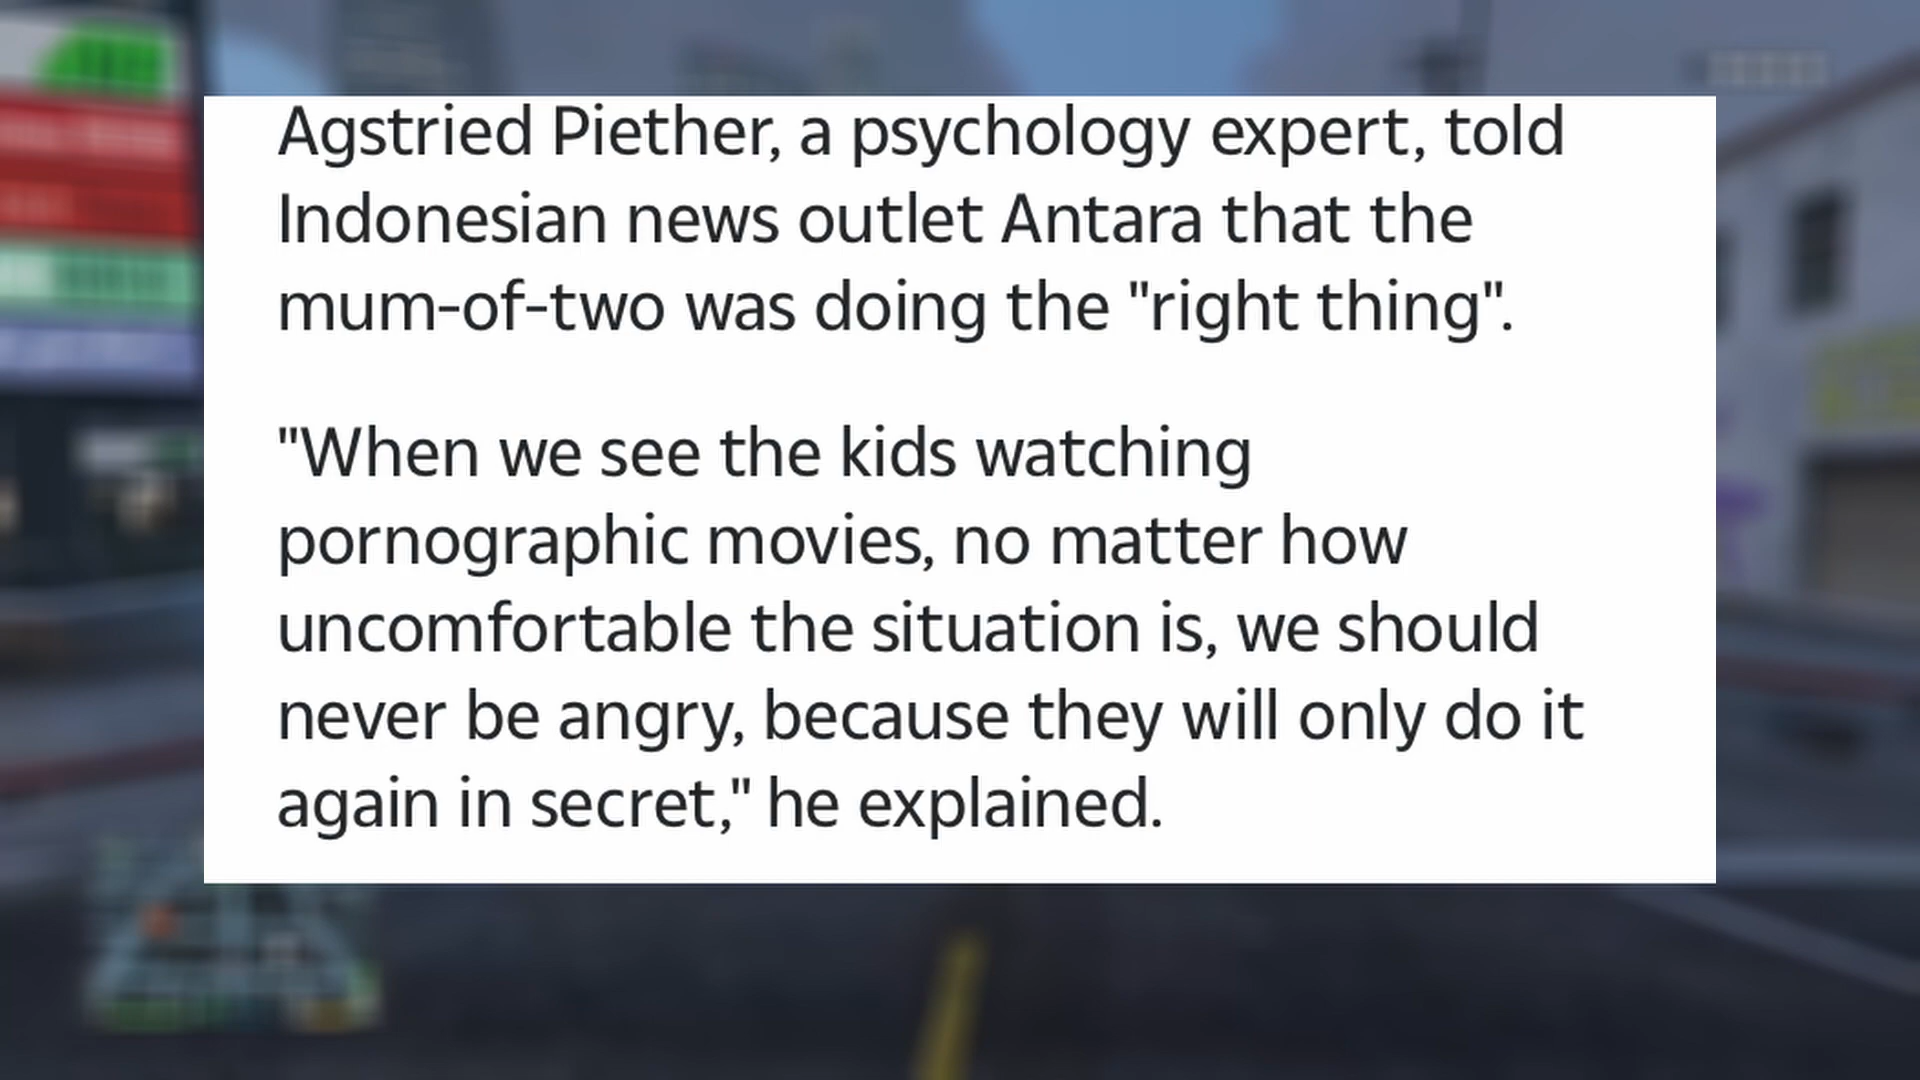 Agstried Piether, a psychology expert, told
Indonesian news outlet Antara that the
mum-of-two was doing the "right thing".
"When we see the kids watching
pornographic movies, no matter how
uncomfortable the situation is, we should
never be angry, because they will only do it
again in secret," he explained.